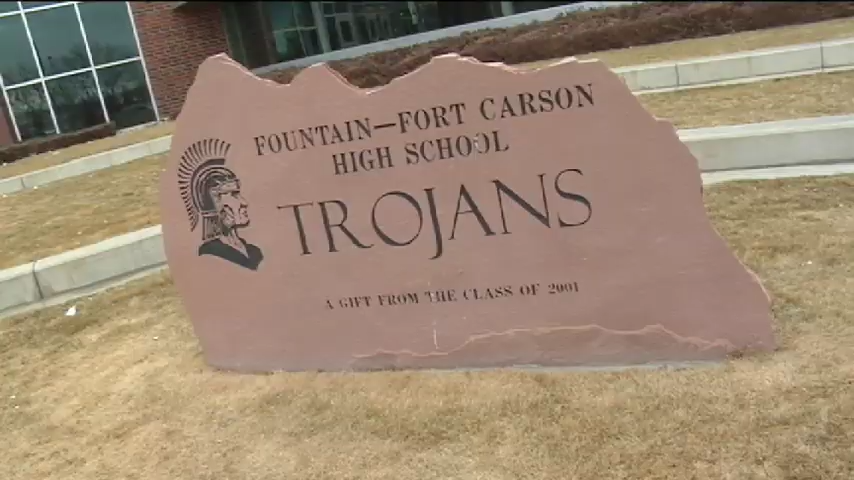 FOUNTAIN-FORT CARSON
HIGH SCHOOL
TROJANS
A GIFT FROM THE CLASS OF 2001